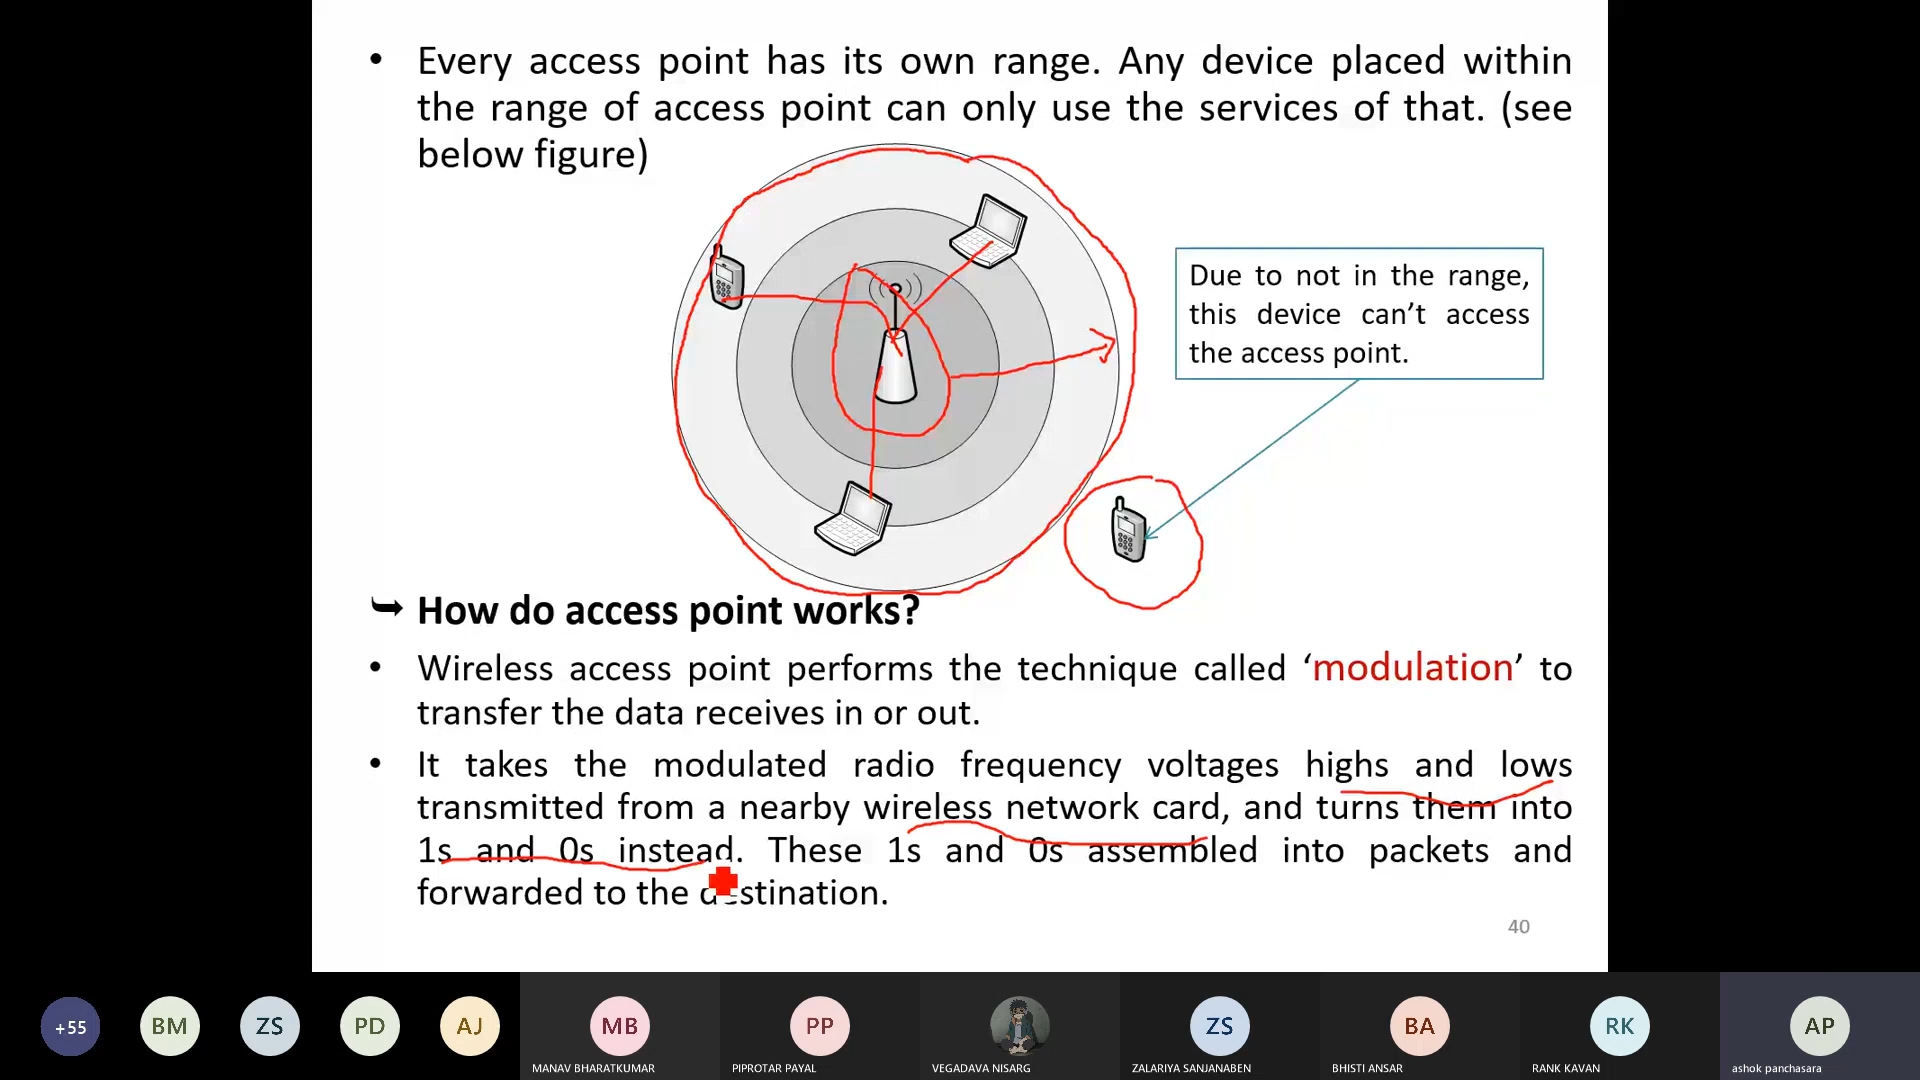 • Every access point has its own range. Any device placed within
the range of access point can only use the services of that. (see
below figure)
Due to not in the range,
this device can’t access
the access point.
➥ How do access point works?
• Wireless access point performs the technique called ‘modulation’ to
transfer the data receives in or out.
• It takes the modulated radio frequency voltages highs and lows
transmitted from a nearby wireless network card, and turns them into
1s and 0s instead. These 1s and 0s assembled into packets and
forwarded to the destination.
40
+55
BM
ZS
PD
AJ
MB
MANAV BHARATKUMAR
PP
PIPROTAR PAYAL
VEGADAVA NISARG
ZS
ZALARIYA SANJANABEN
BA
BHISTI ANSAR
RK
RANK KAVAN
AP
ashok panchasara